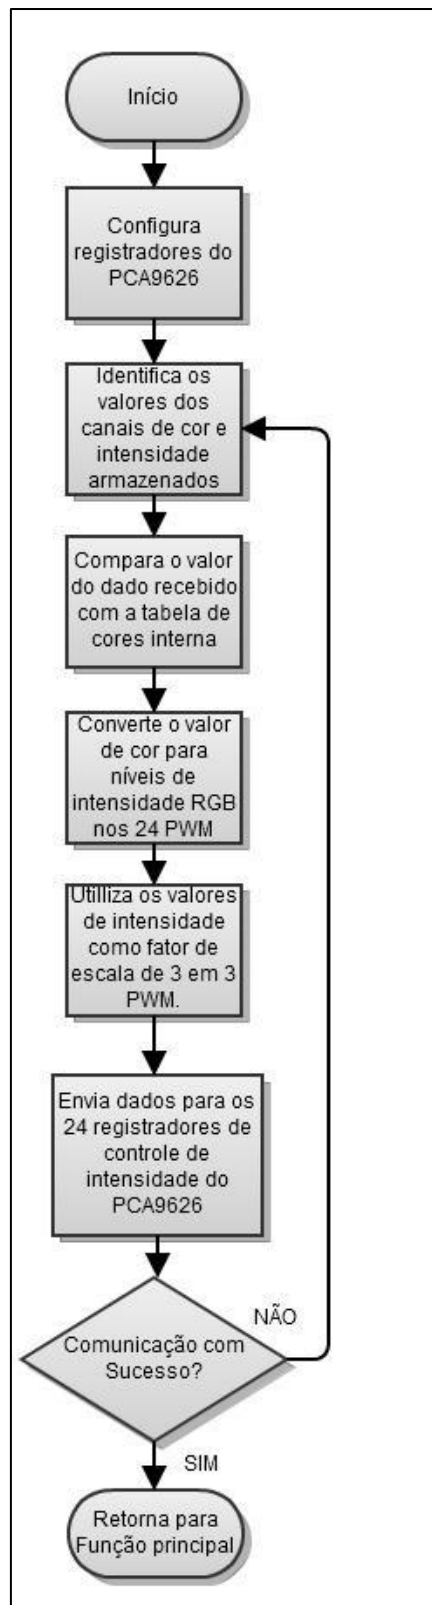 Início
Configura
registradores do
PCA9626
Identifica os
valores dos
canais de cor e
intensidade
armazenados
Compara o valor
do dado recebido
com a tabela de
cores interna
Converte o valor
de cor para
níveis de
intensidade RGB
nos 24 PWM
Utilliza os valores
de intensidade
como fator de
escala de 3 em 3
PWM.
Envia dados para os
24 registradores de
controle de
intensidade do
PCA9626
NÃO
Comunicação com
Sucesso?
SIM
Retorna para
Função principal